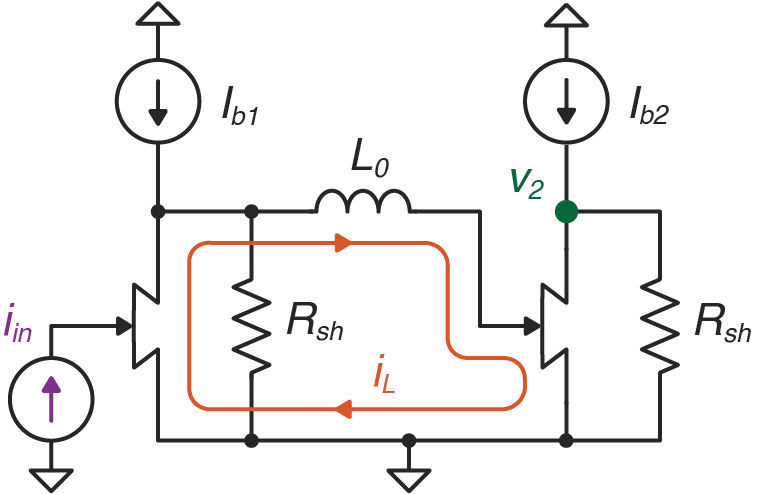 I_b1
I_b2
L_0
v_2
i_in
R_sh
R_sh
i_L